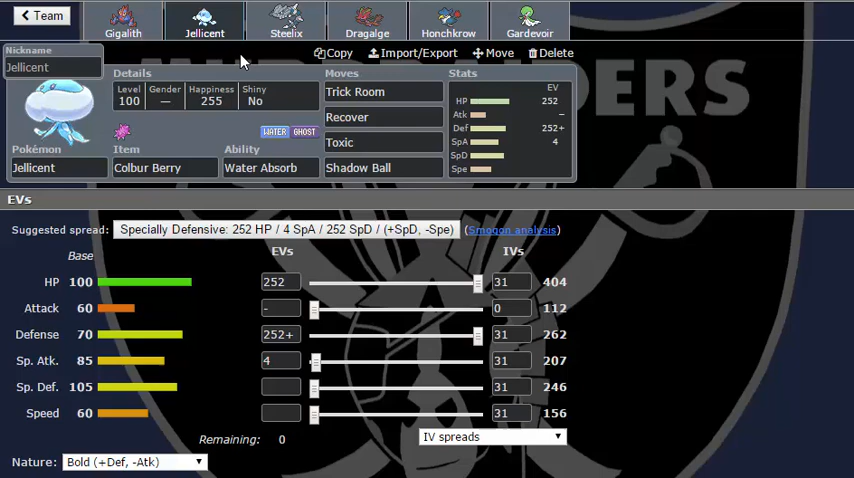 Team
Gigalith Jellicent Steelix Dragalge Honchkrow Gardevoir
Copy Import/Export Move Delete
Nickname
Jellicent
Details Moves Stats
Level Gender Happiness Shiny
100 — 255 No
Trick Room
EV
HP 252
Atk –
Recover
Def 252+
WATER GHOST
SpA 4
Toxic
SpD
Pokémon Item Ability
Spe
Jellicent Colbur Berry Water Absorb Shadow Ball
RAIDERS
EVs
Suggested spread: Specially Defensive: 252 HP / 4 SpA / 252 SpD / (+SpD, -Spe) (Smogon analysis)
Base EVs IVs
HP 100 252 31 404
Attack 60 - 0 112
Defense 70 252+ 31 262
Sp. Atk. 85 4 31 207
Sp. Def. 105 31 246
Speed 60 31 156
Remaining: 0 IV spreads
Nature: Bold (+Def, -Atk)